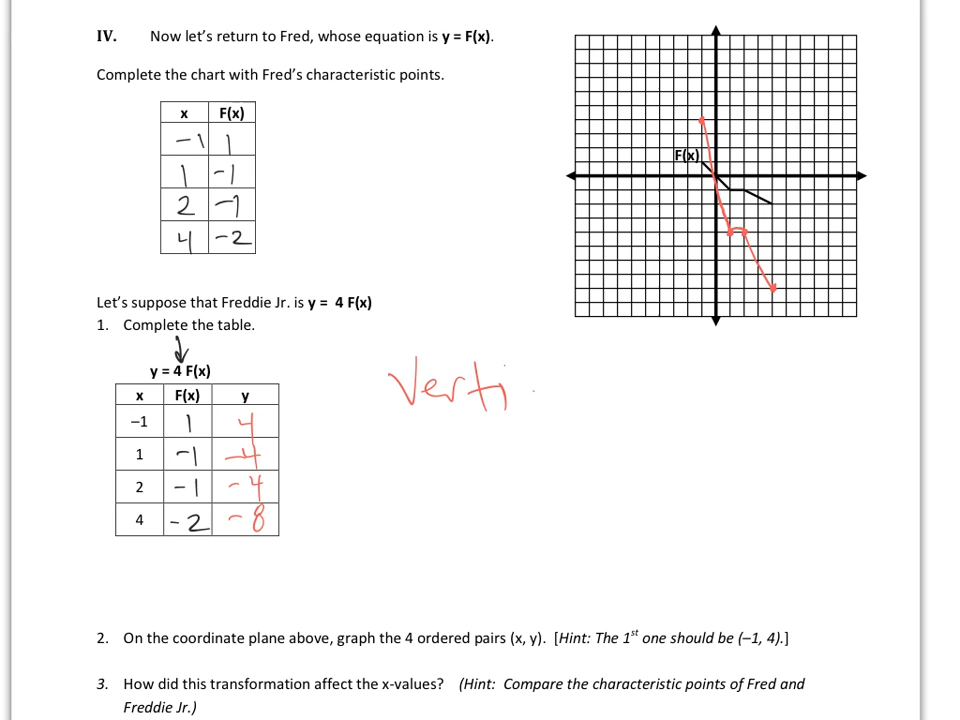 IV. Now let's return to Fred, whose equation is y = F(x).
Complete the chart with Fred's characteristic points.
x F(x)
-1 1
1 -1
2 -1
4 -2
F(x)
Let's suppose that Freddie Jr. is y = 4 F(x)
1. Complete the table.
y = 4 F(x)
x F(x) y
–1 1 4
1 -1 -4
2 -1 -4
4 -2 -8
Verti
2. On the coordinate plane above, graph the 4 ordered pairs (x, y). [Hint: The 1st one should be (–1, 4).]
3. How did this transformation affect the x-values? (Hint: Compare the characteristic points of Fred and
Freddie Jr.)